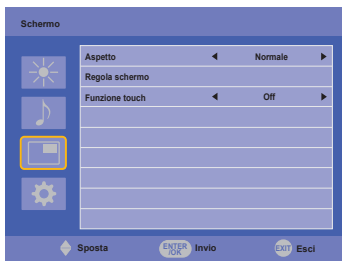 Schermo
Aspetto Normale
Regola schermo
Funzione touch Off
Sposta ENTER /OK Invio EXIT Esci